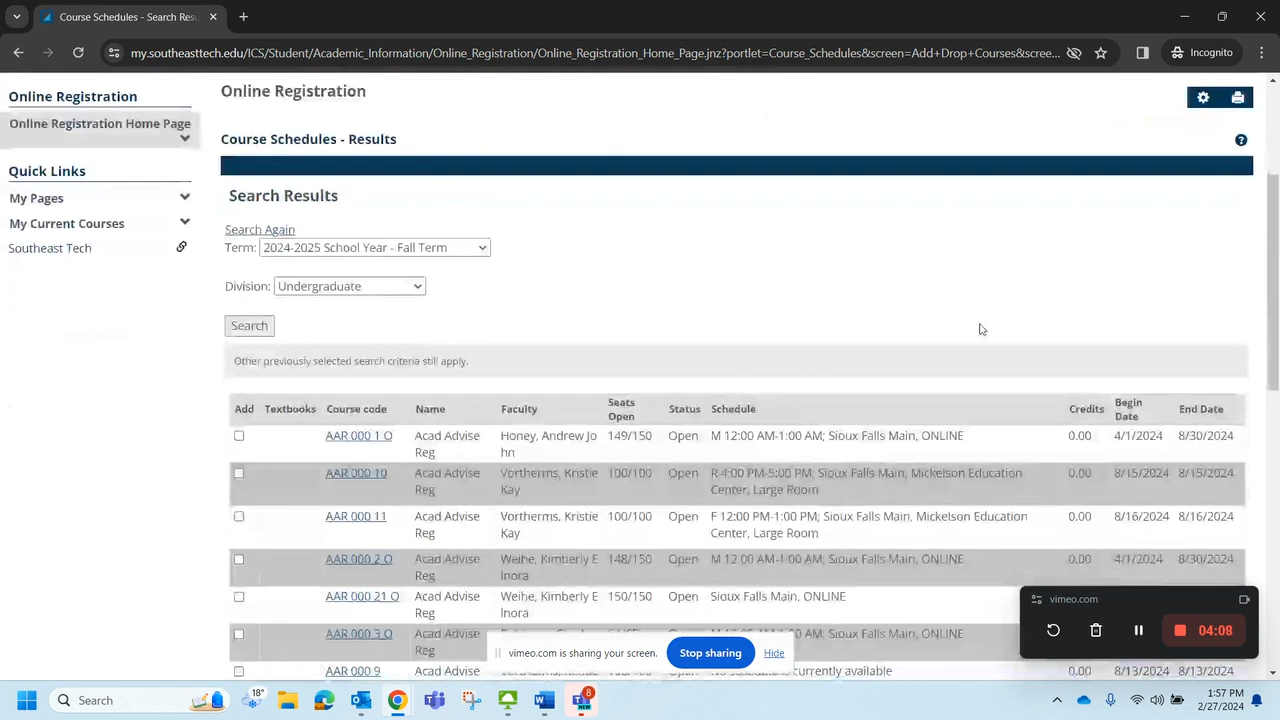 Course Schedules - Search Resu
my.southeasttech.edu/ICS/Student/Academic_Information/Online_Registration/Online_Registration_Home_Page.jnz?portlet=Course_Schedules&screen=Add+Drop+Courses&scree...
Incognito
Online Registration
Online Registration Home Page
Quick Links
My Pages
My Current Courses
Southeast Tech
Online Registration
Course Schedules - Results
Search Results
Search Again
Term: 2024-2025 School Year - Fall Term
Division: Undergraduate
Search
Other previously selected search criteria still apply.
Add Textbooks Course code Name Faculty Seats Open Status Schedule Credits Begin Date End Date
AAR 000 1 O Acad Advise Honey, Andrew Jo 149/150 Open M 12:00 AM-1:00 AM; Sioux Falls Main, ONLINE 0.00 4/1/2024 8/30/2024
Reg hn
AAR 000 10 Acad Advise Vortherms, Kristie 100/100 Open R 4:00 PM-5:00 PM; Sioux Falls Main, Mickelson Education 0.00 8/15/2024 8/15/2024
Reg Kay Center, Large Room
AAR 000 11 Acad Advise Vortherms, Kristie 100/100 Open F 12:00 PM-1:00 PM; Sioux Falls Main, Mickelson Education 0.00 8/16/2024 8/16/2024
Reg Kay Center, Large Room
AAR 000 2 O Acad Advise Weihe, Kimberly E 148/150 Open M 12:00 AM-1:00 AM; Sioux Falls Main, ONLINE 0.00 4/1/2024 8/30/2024
Reg lnora
AAR 000 21 O Acad Advise Weihe, Kimberly E 150/150 Open Sioux Falls Main, ONLINE
Reg lnora
AAR 000 3 O Acad Advise
Reg
AAR 000 9 Acad Advise currently available 0.00 8/13/2024 8/13/2024
vimeo.com
04:08
vimeo.com is sharing your screen. Stop sharing Hide
18°
Search
8
NEW
1:57 PM
2/27/2024